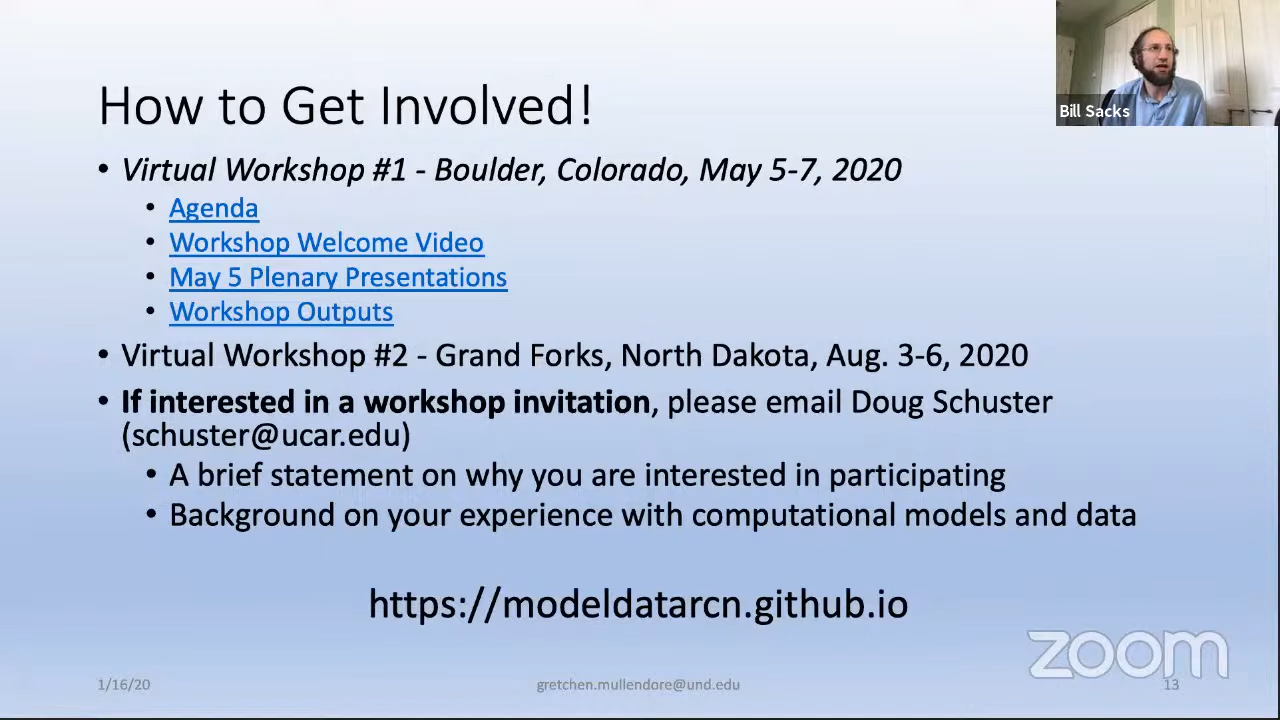 How to Get Involved!
Bill Sacks
• Virtual Workshop #1 - Boulder, Colorado, May 5-7, 2020
• Agenda
• Workshop Welcome Video
• May 5 Plenary Presentations
• Workshop Outputs
• Virtual Workshop #2 - Grand Forks, North Dakota, Aug. 3-6, 2020
• If interested in a workshop invitation, please email Doug Schuster
(schuster@ucar.edu)
• A brief statement on why you are interested in participating
• Background on your experience with computational models and data
https://modeldatarcn.github.io
zoom
1/16/20
gretchen.mullendore@und.edu
13